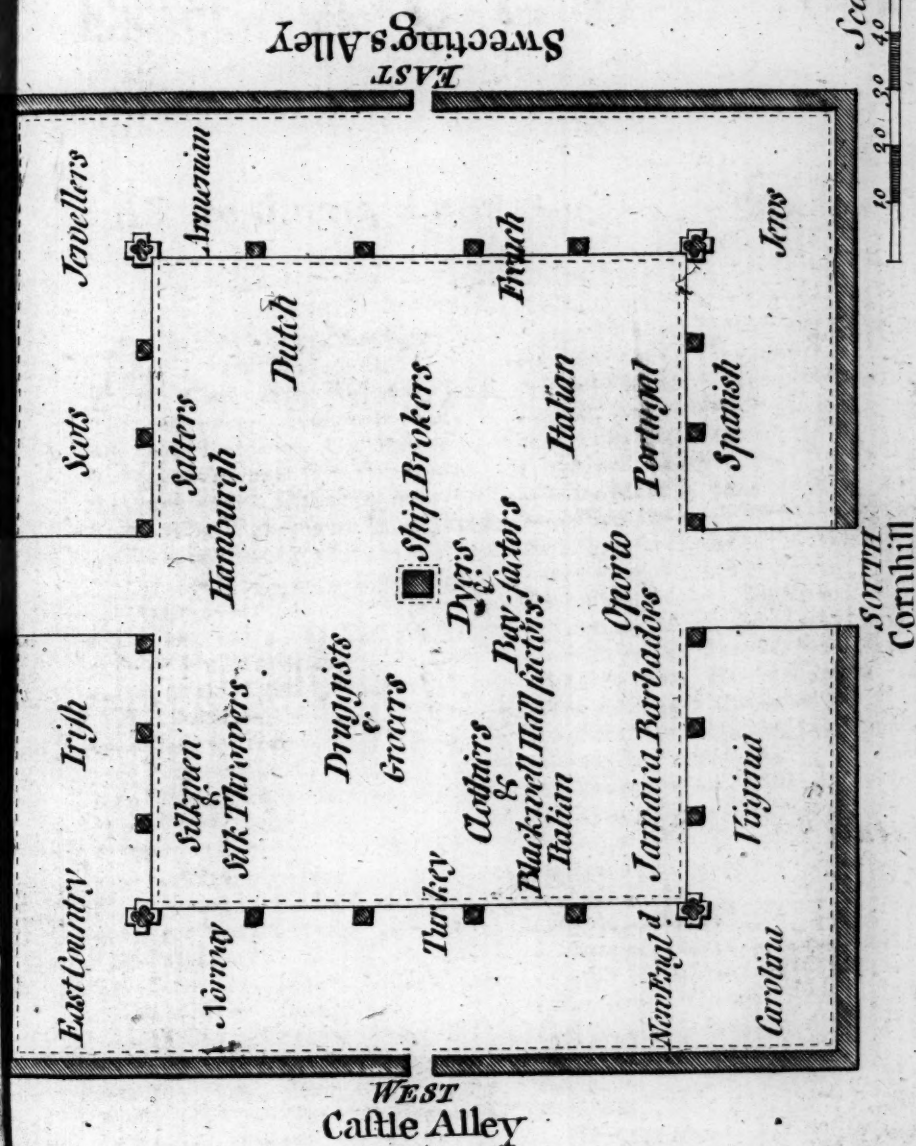 Sweetings Alley
EAST
Jewellers
Armenian
Scots
Salters
Hamburgh
Dutch
Ship Brokers
French
Italian
Portugal
Jews
Spanish
Irish
East Country
Silkmen
&
Silk Throwers
Norway
Druggists
&
Grocers
Turkey
Dyers
&
Bay-factors
Clothiers
&
Blackwell Hall factors.
Italian
Oporto
Jamaica. Barbadoes
New Engld
Virginia
Carolina
SOUTH
Cornhill
WEST
Castle Alley
10 20 30 40